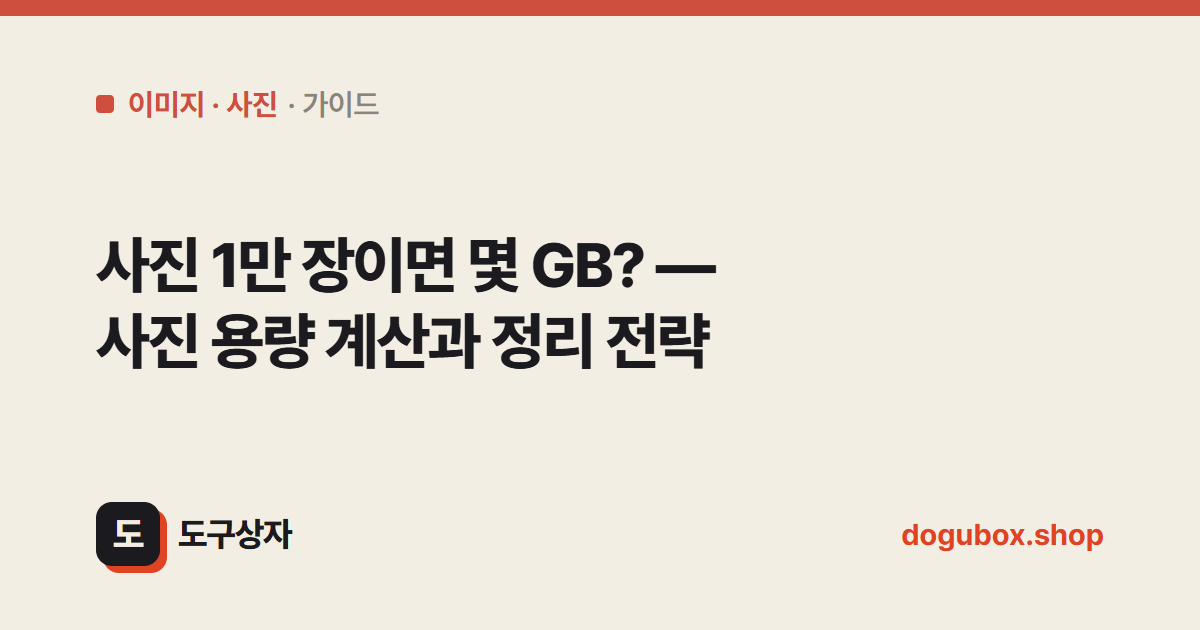 이미지 · 사진 · 가이드
사진 1만 장이면 몇 GB? —
사진 용량 계산과 정리 전략
도 도구상자
dogubox.shop